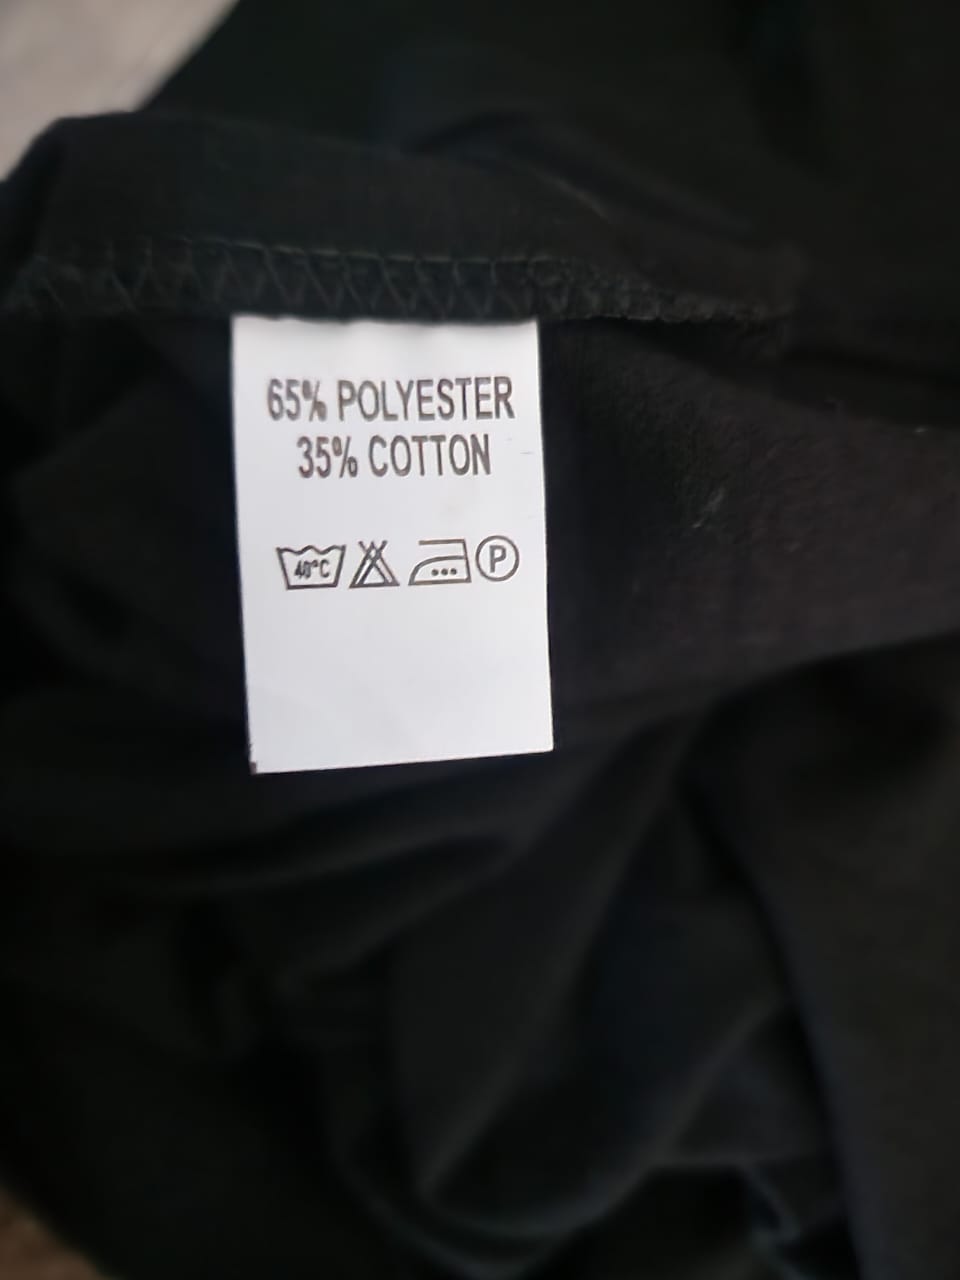 65% POLYESTER
35% COTTON
40°C P